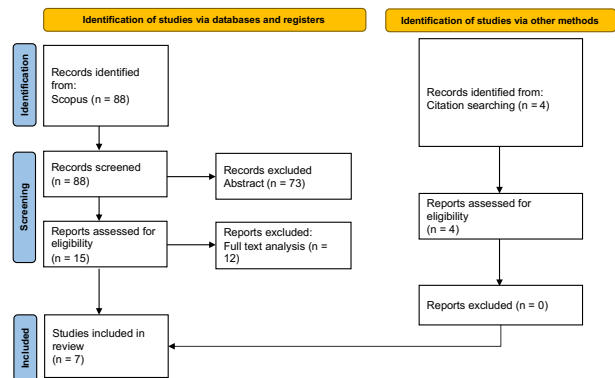 Identification of studies via databases and registers
Identification of studies via other methods
Identification
Records identified
from:
Scopus (n = 88)
Records identified from:
Citation searching (n = 4)
Screening
Records screened
(n = 88)
Records excluded
Abstract (n = 73)
Reports assessed for
eligibility
(n = 15)
Reports excluded:
Full text analysis (n =
12)
Reports assessed for
eligibility
(n = 4)
Reports excluded (n = 0)
Included
Studies included in
review
(n = 7)